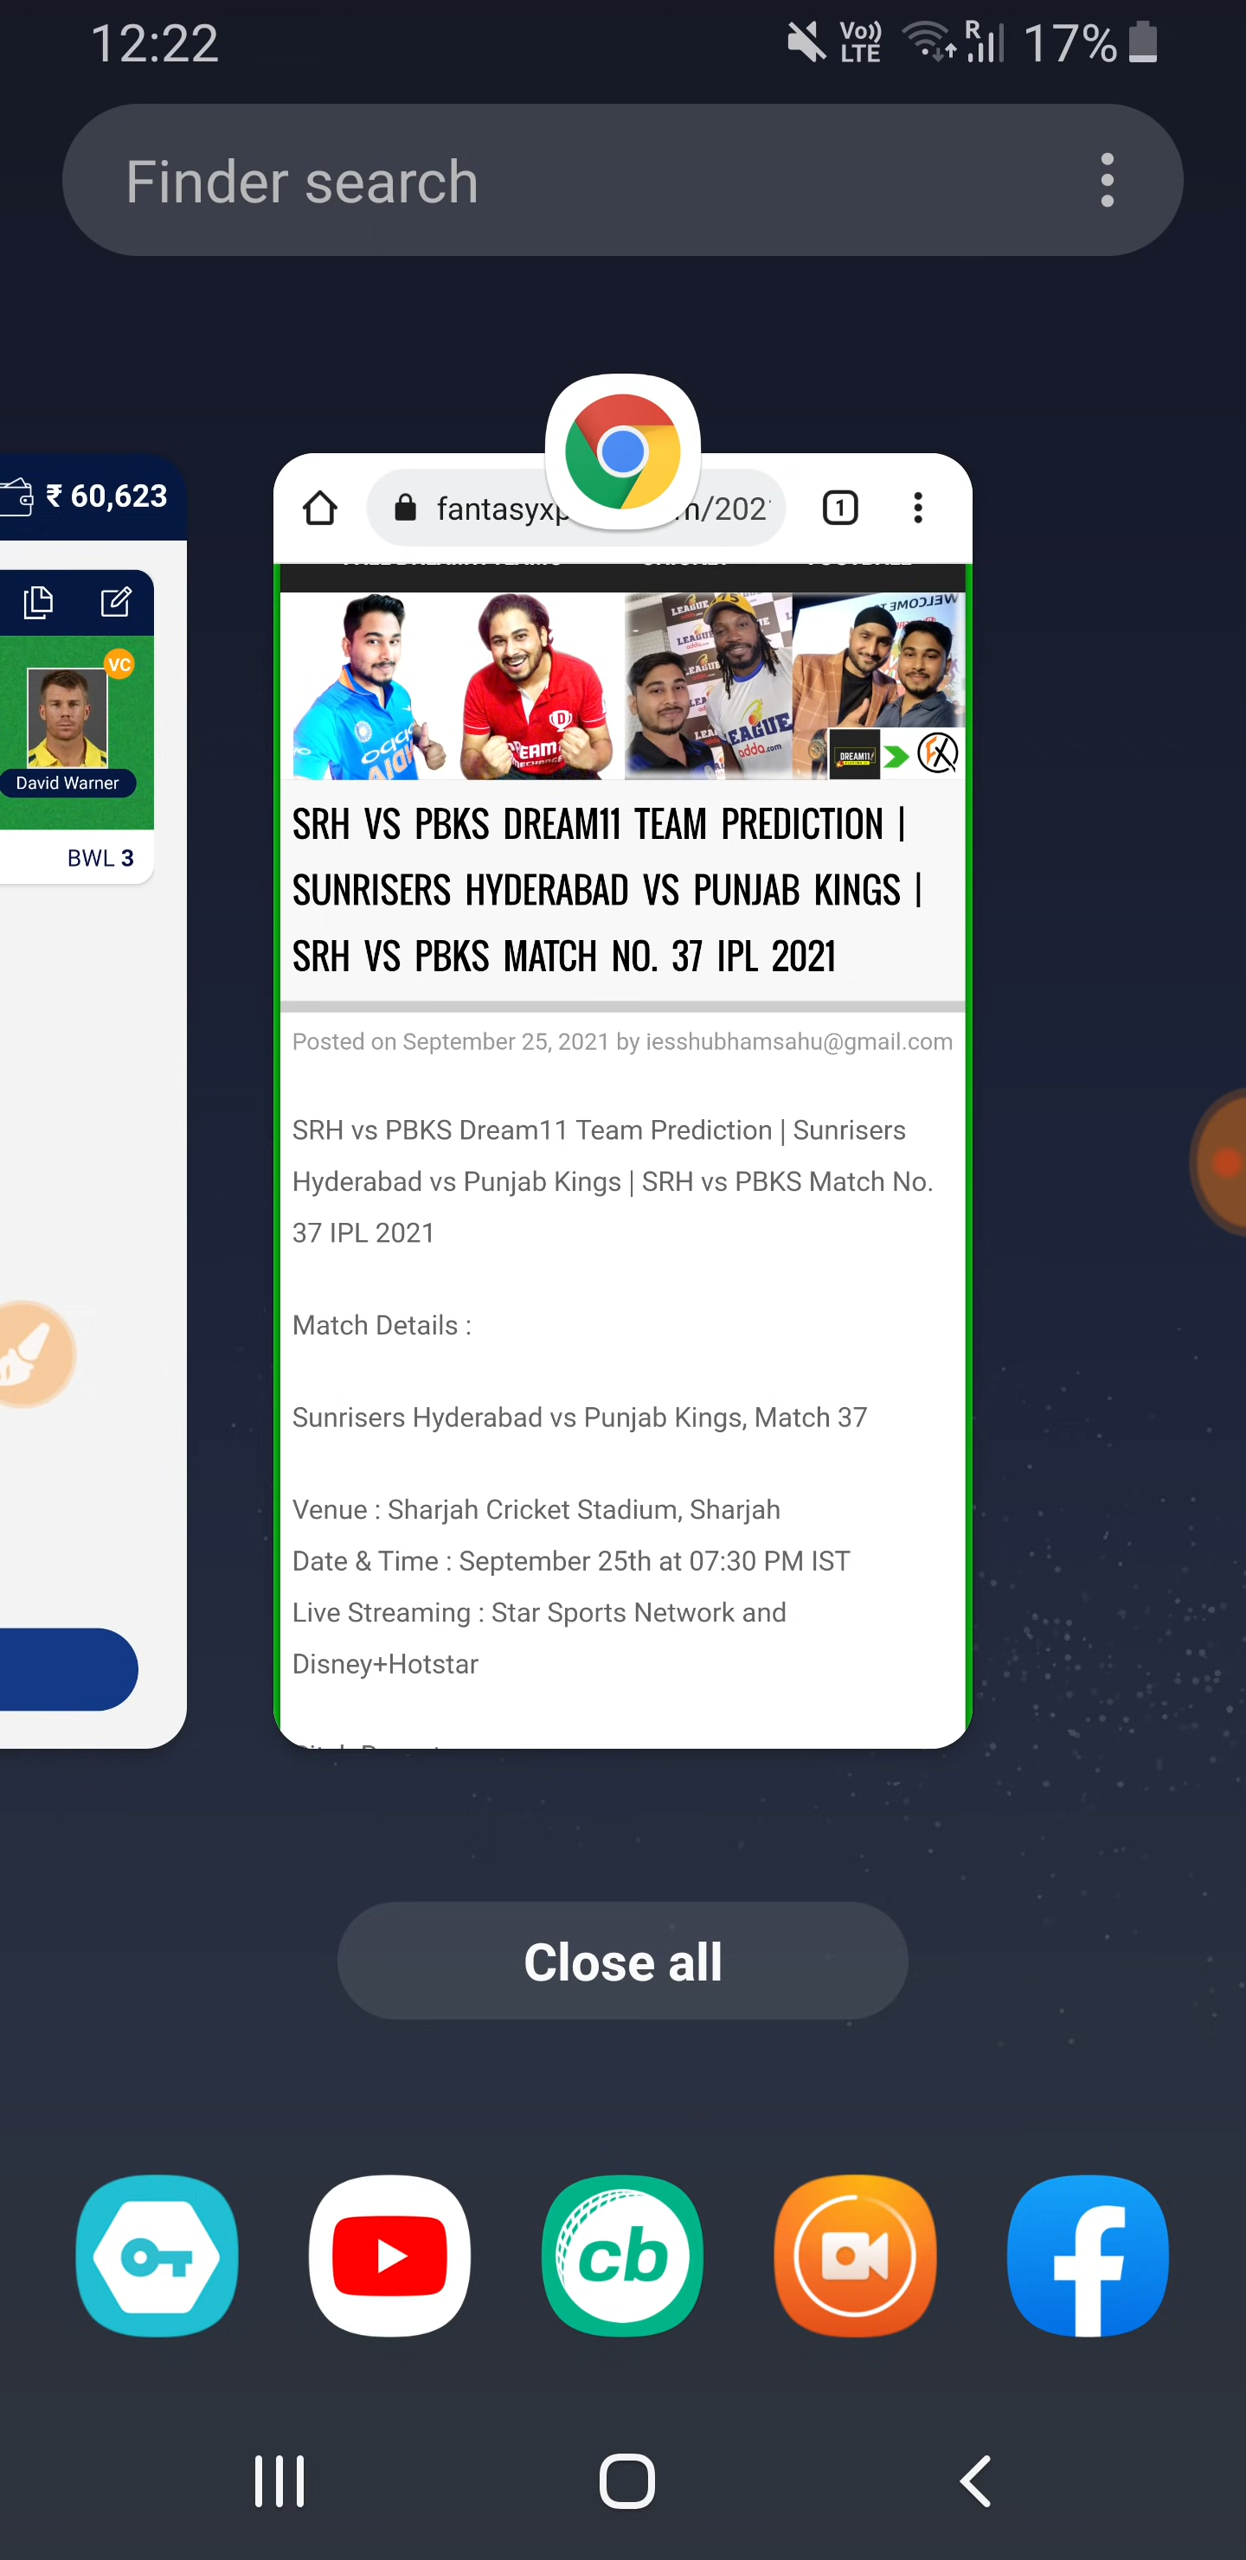 12:22
Vo)) LTE
R
17%
Finder search
₹ 60,623
VC
David Warner
BWL 3
1
SRH VS PBKS DREAM11 TEAM PREDICTION |
SUNRISERS HYDERABAD VS PUNJAB KINGS |
SRH VS PBKS MATCH NO. 37 IPL 2021
Posted on September 25, 2021 by iesshubhamsahu@gmail.com
SRH vs PBKS Dream11 Team Prediction | Sunrisers
Hyderabad vs Punjab Kings | SRH vs PBKS Match No.
37 IPL 2021
Match Details :
Sunrisers Hyderabad vs Punjab Kings, Match 37
Venue : Sharjah Cricket Stadium, Sharjah
Date & Time : September 25th at 07:30 PM IST
Live Streaming : Star Sports Network and
Disney+Hotstar
Close all
cb